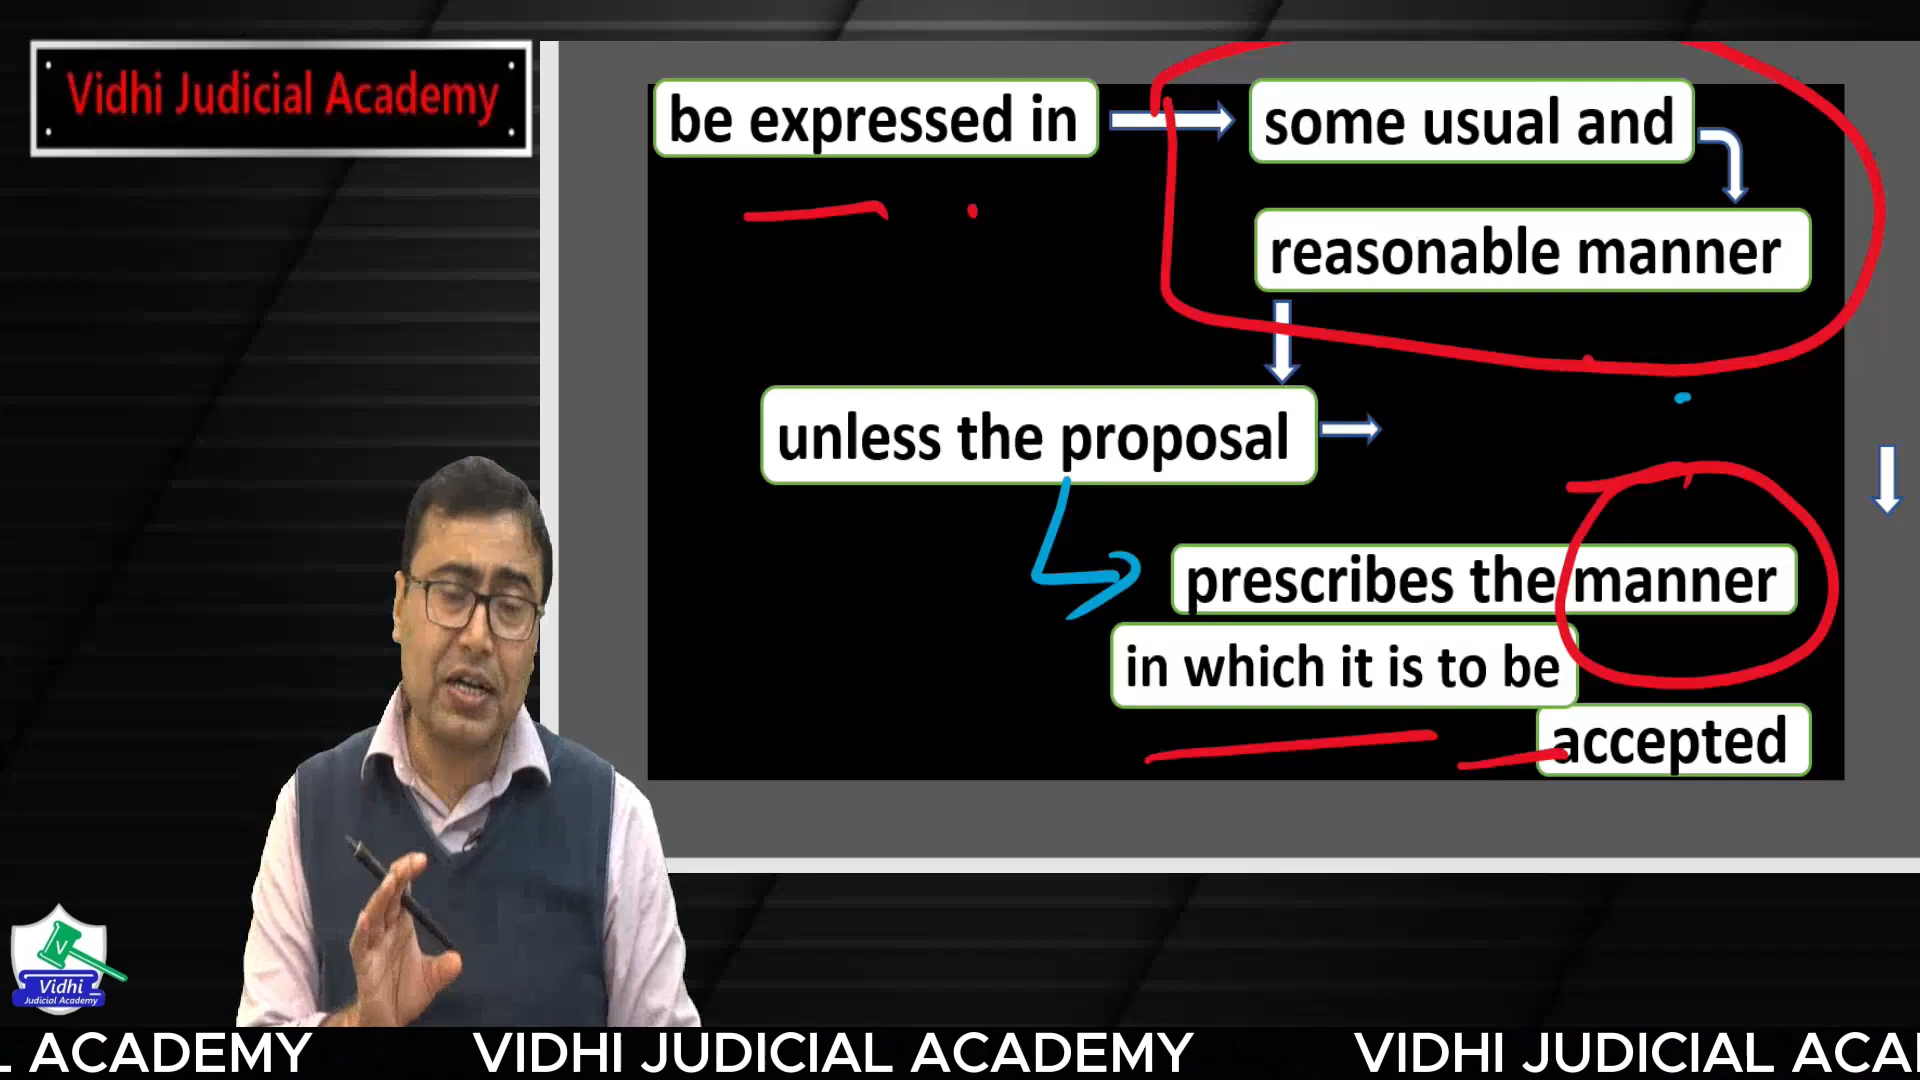 Vidhi Judicial Academy
be expressed in
some usual and
reasonable manner
unless the proposal
prescribes the manner
in which it is to be
accepted
V
Vidhi
Judicial Academy
L ACADEMY VIDHI JUDICIAL ACADEMY VIDHI JUDICIAL ACA